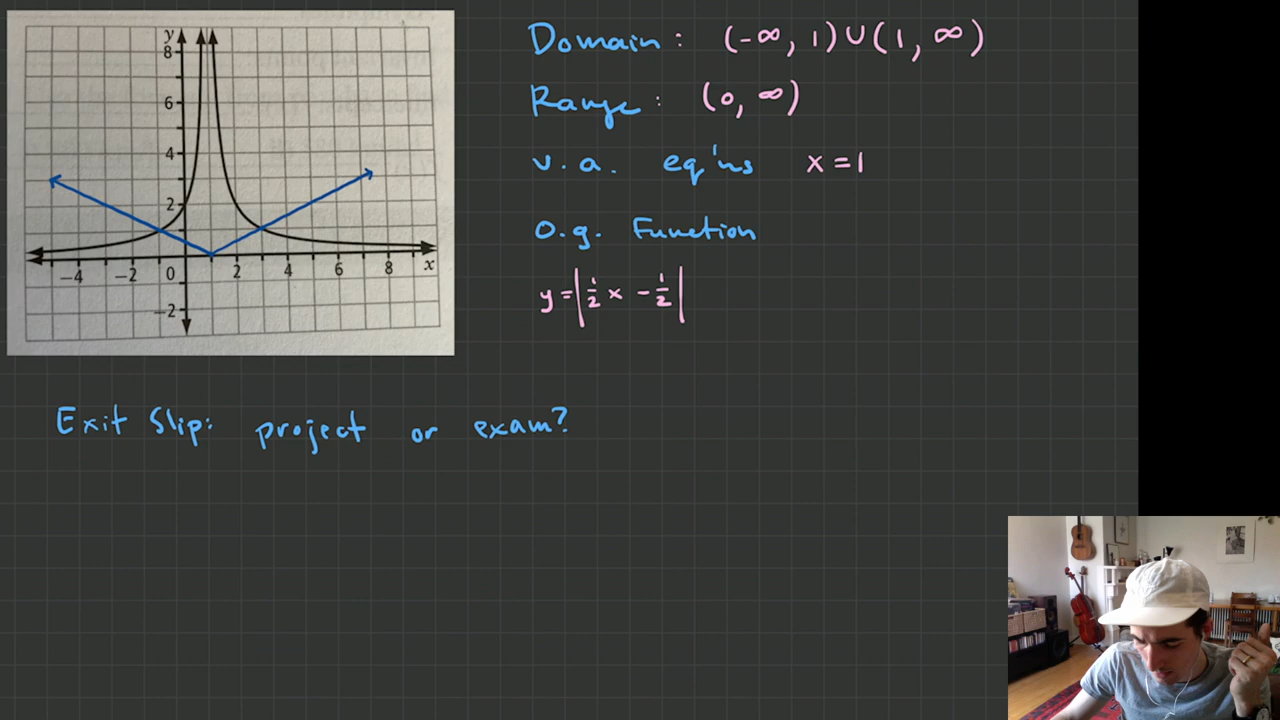 y
8
6
4
2
-4 -2 0 2 4 6 8 x
-2
Domain: (-∞, 1) ∪ (1, ∞)
Range: (0, ∞)
v.a. eq'ns x = 1
o.g. Function
y = |1/2 x - 1/2|
Exit Slip: project or exam?